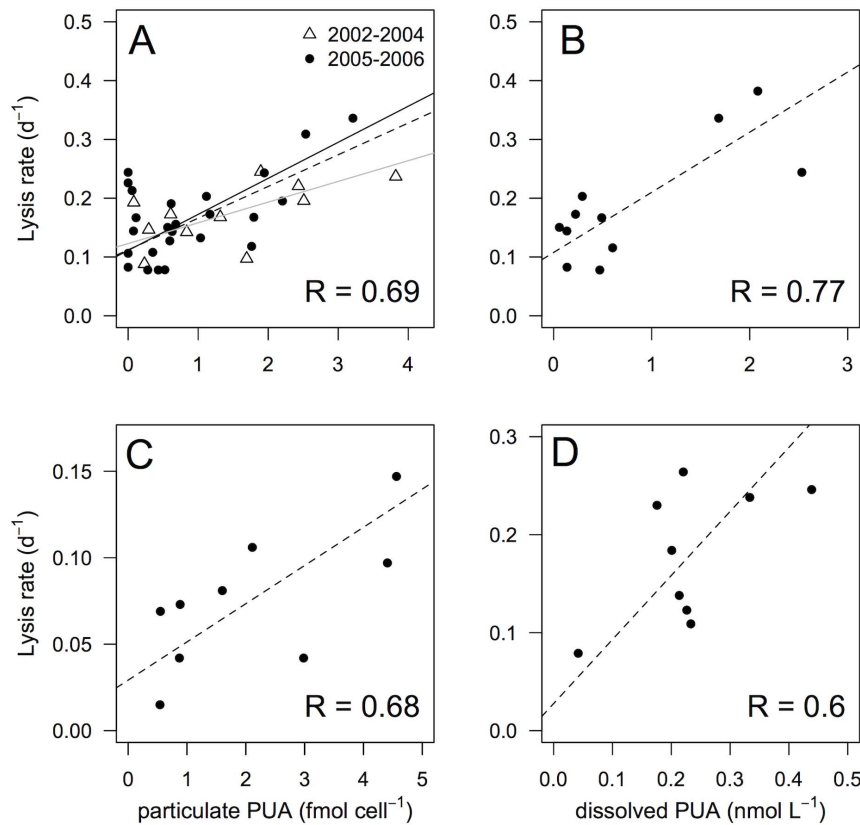 A
△ 2002-2004
● 2005-2006
0.5
0.4
0.3
0.2
0.1
0.0
Lysis rate (d⁻¹)
R = 0.69
0 1 2 3 4
B
0.5
0.4
0.3
0.2
0.1
0.0
R = 0.77
0 1 2 3
C
0.15
0.10
0.05
0.00
Lysis rate (d⁻¹)
R = 0.68
0 1 2 3 4 5
particulate PUA (fmol cell⁻¹)
D
0.3
0.2
0.1
0.0
R = 0.6
0.0 0.1 0.2 0.3 0.4 0.5
dissolved PUA (nmol L⁻¹)